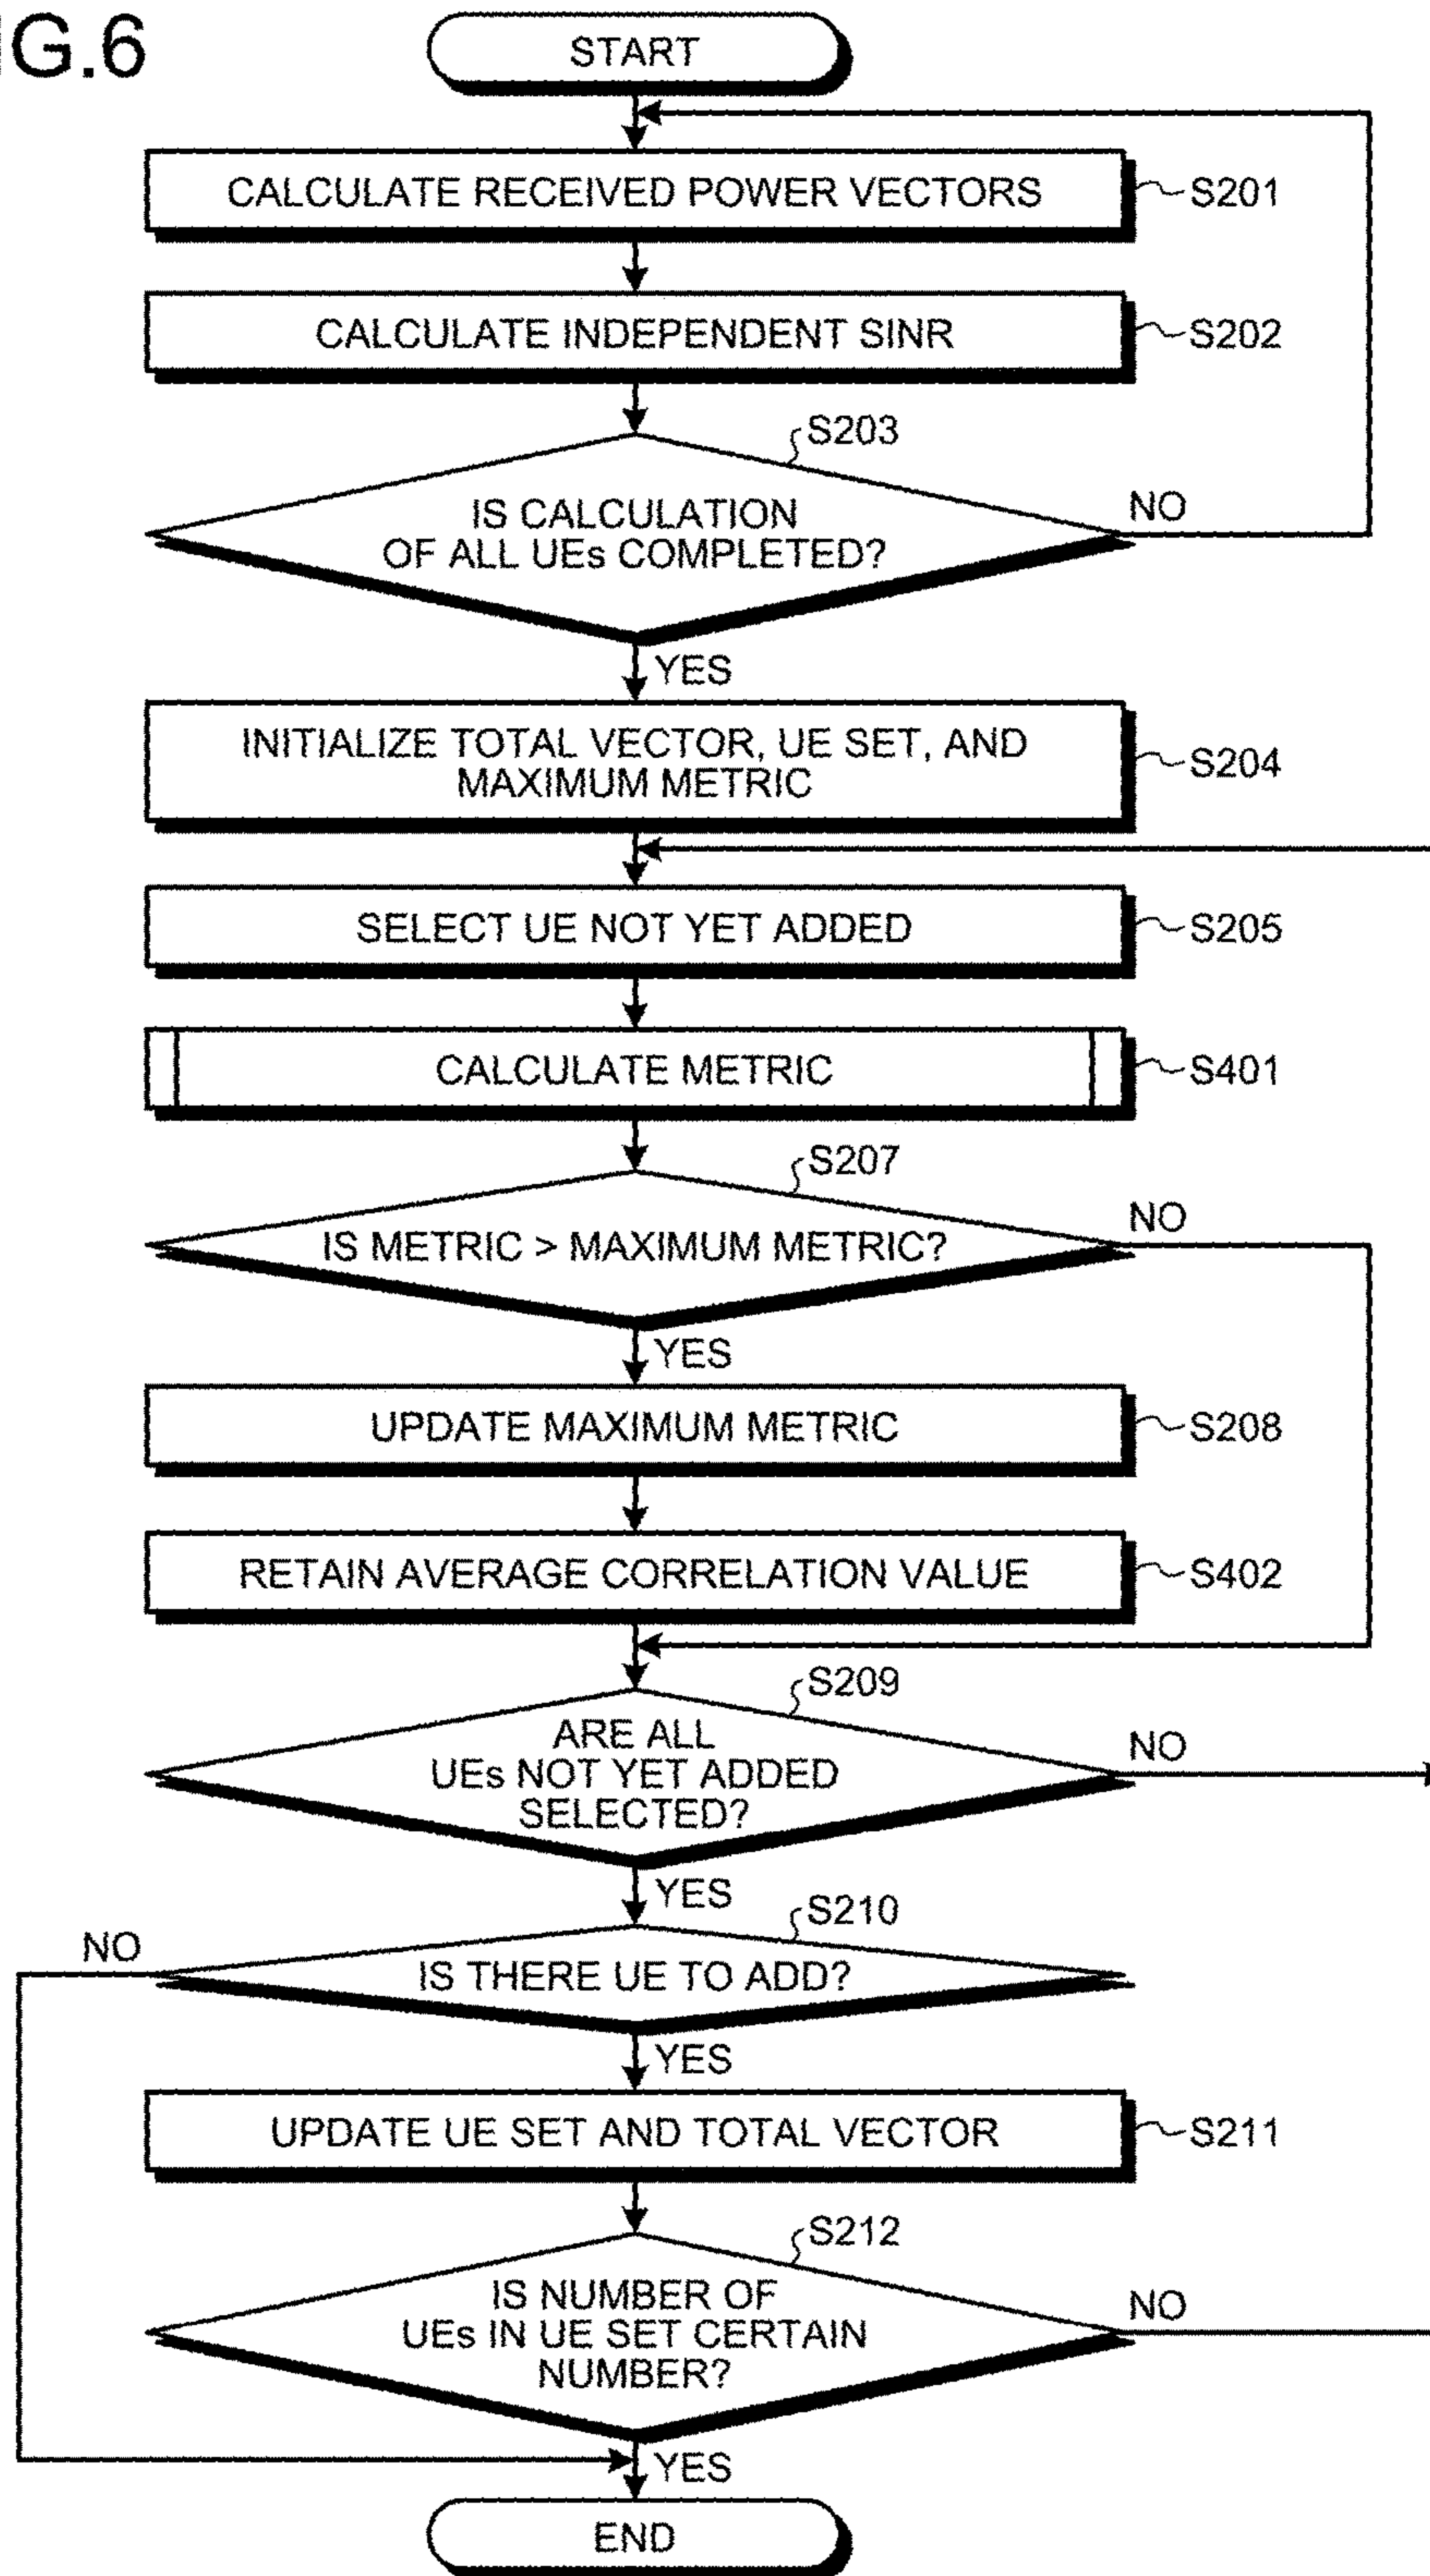 IG.6
START
CALCULATE RECEIVED POWER VECTORS
S201
CALCULATE INDEPENDENT SINR
S202
S203
IS CALCULATION
OF ALL UEs COMPLETED?
NO
YES
INITIALIZE TOTAL VECTOR, UE SET, AND
MAXIMUM METRIC
S204
SELECT UE NOT YET ADDED
S205
CALCULATE METRIC
S401
S207
IS METRIC > MAXIMUM METRIC?
NO
YES
UPDATE MAXIMUM METRIC
S208
RETAIN AVERAGE CORRELATION VALUE
S402
S209
ARE ALL
UEs NOT YET ADDED
SELECTED?
NO
YES
S210
NO
IS THERE UE TO ADD?
YES
UPDATE UE SET AND TOTAL VECTOR
S211
S212
IS NUMBER OF
UEs IN UE SET CERTAIN
NUMBER?
NO
YES
END